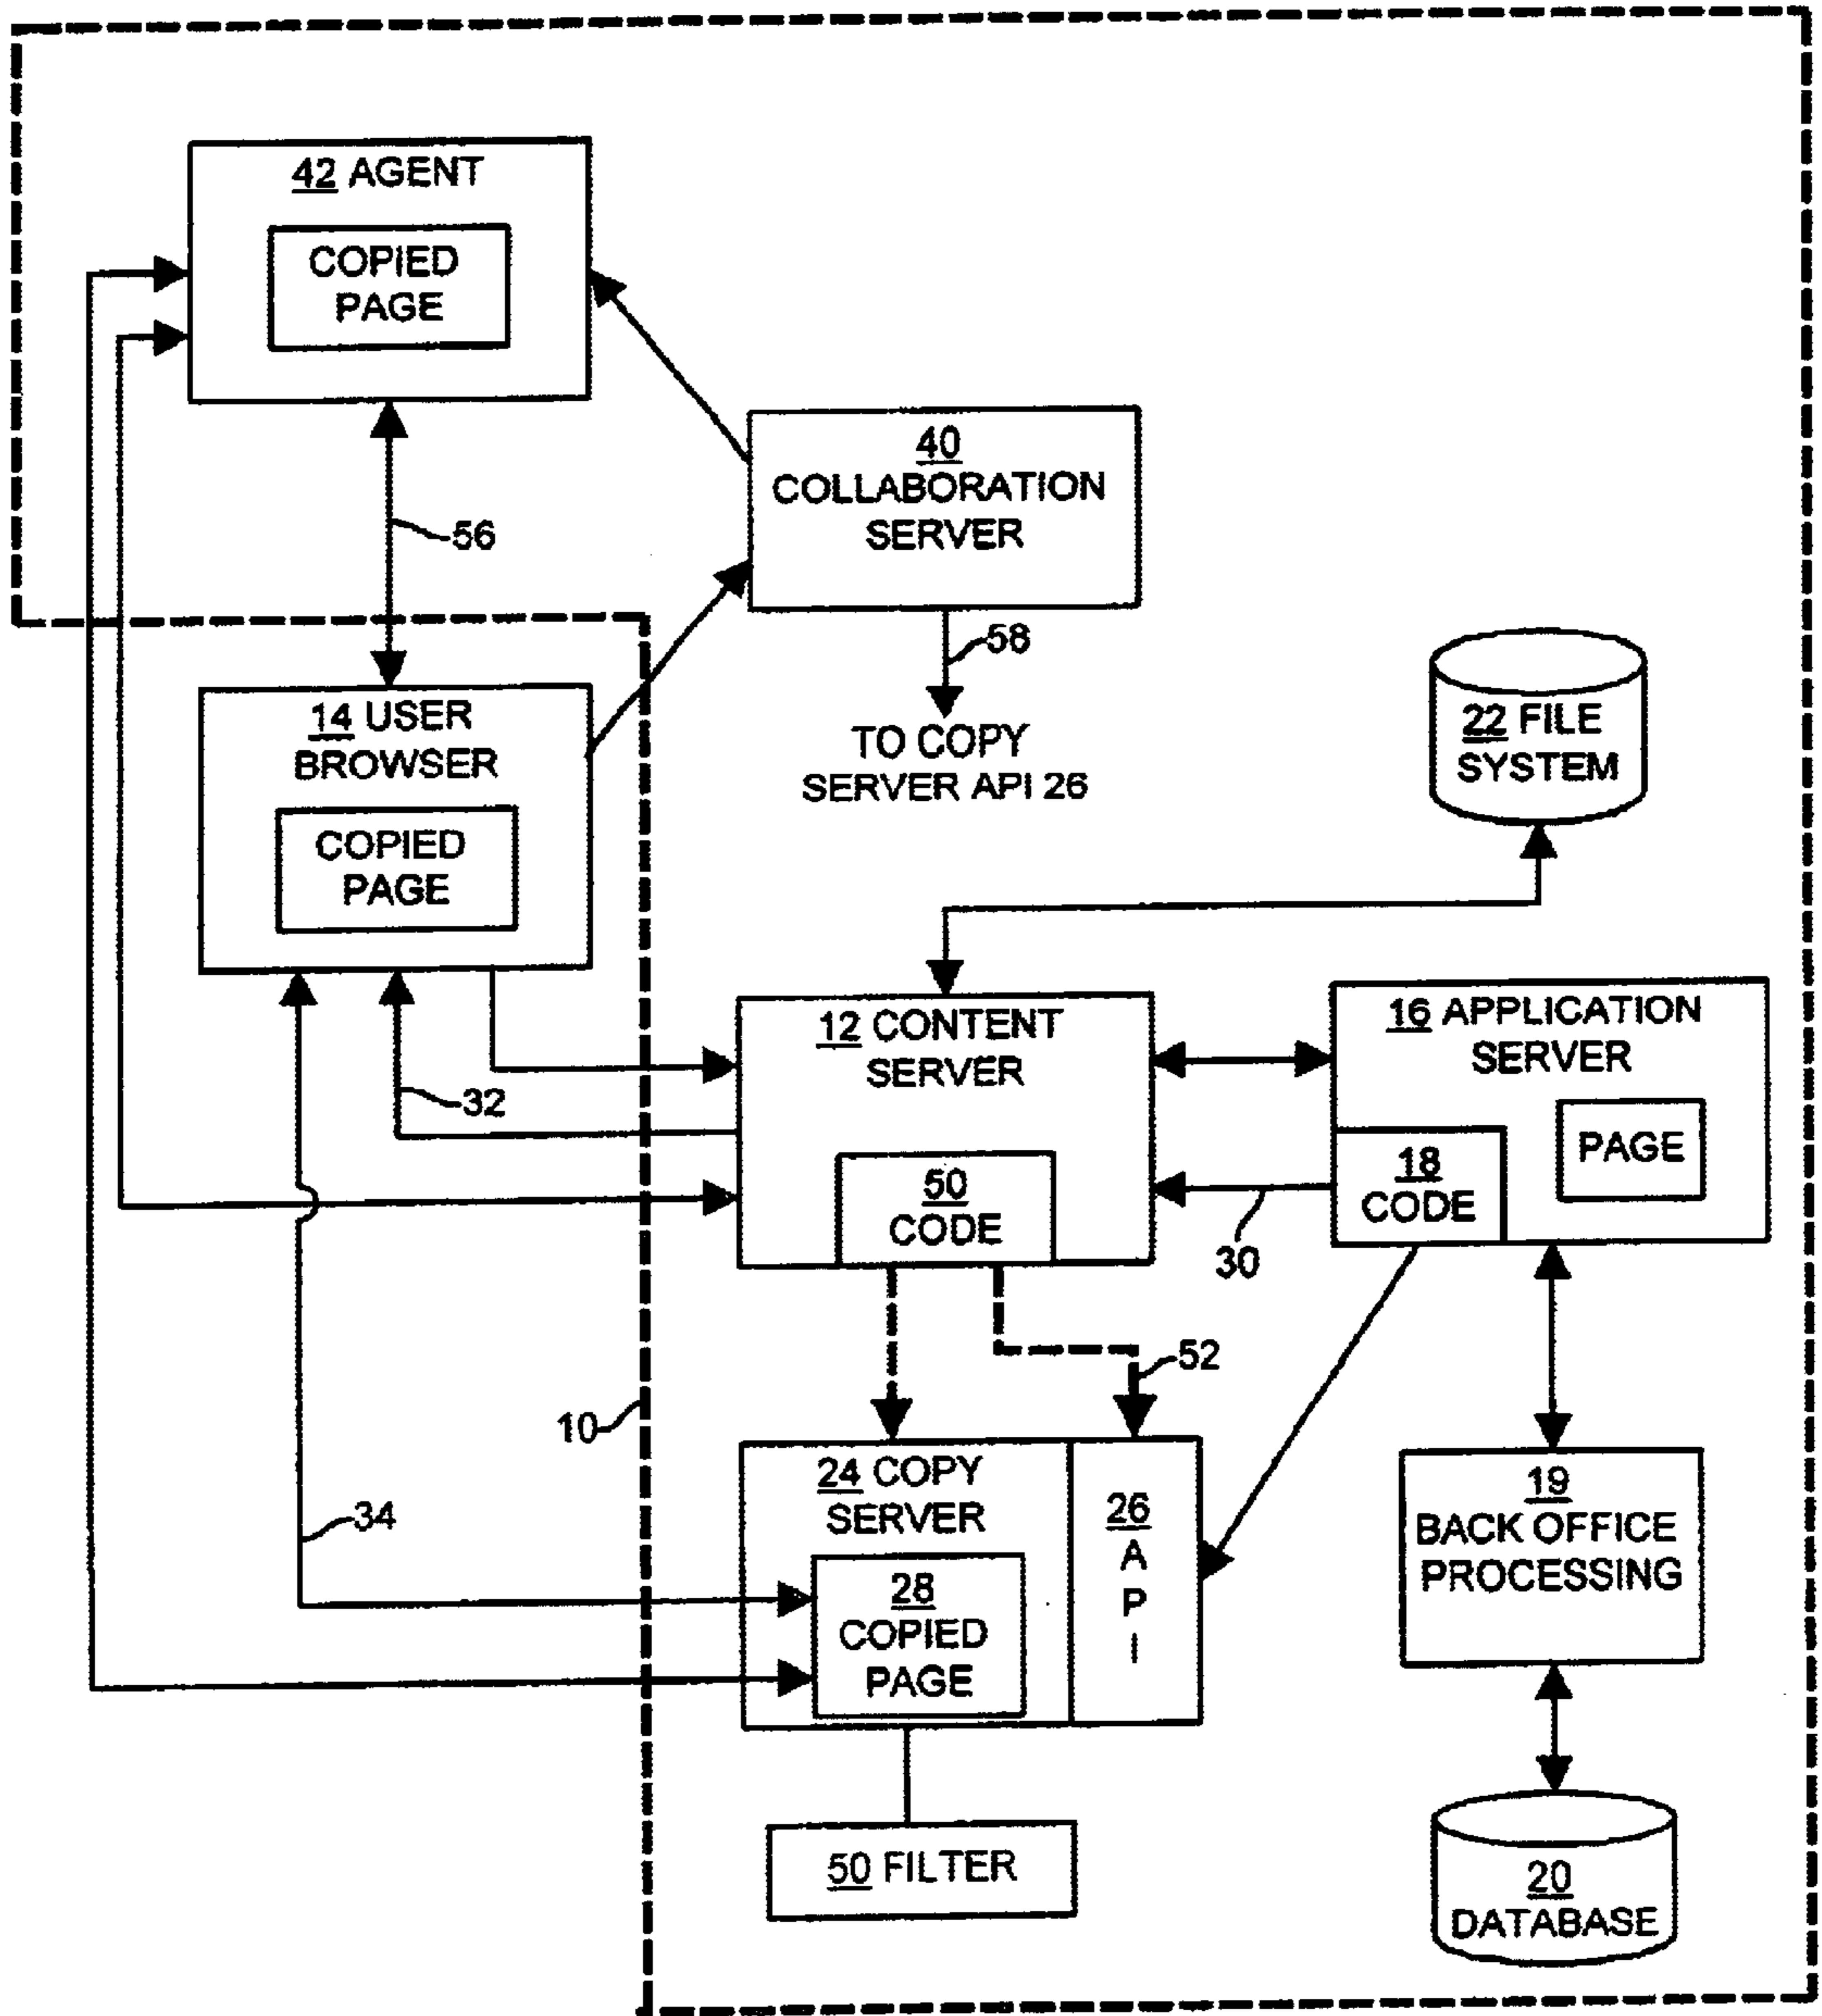 42 AGENT
COPIED
PAGE
40
COLLABORATION
SERVER
56
58
TO COPY
SERVER API 26
14 USER
BROWSER
COPIED
PAGE
22 FILE
SYSTEM
12 CONTENT
SERVER
16 APPLICATION
SERVER
PAGE
18
CODE
32
50
CODE
30
52
10
24 COPY
SERVER
26
A
P
I
19
BACK OFFICE
PROCESSING
34
28
COPIED
PAGE
50 FILTER
20
DATABASE